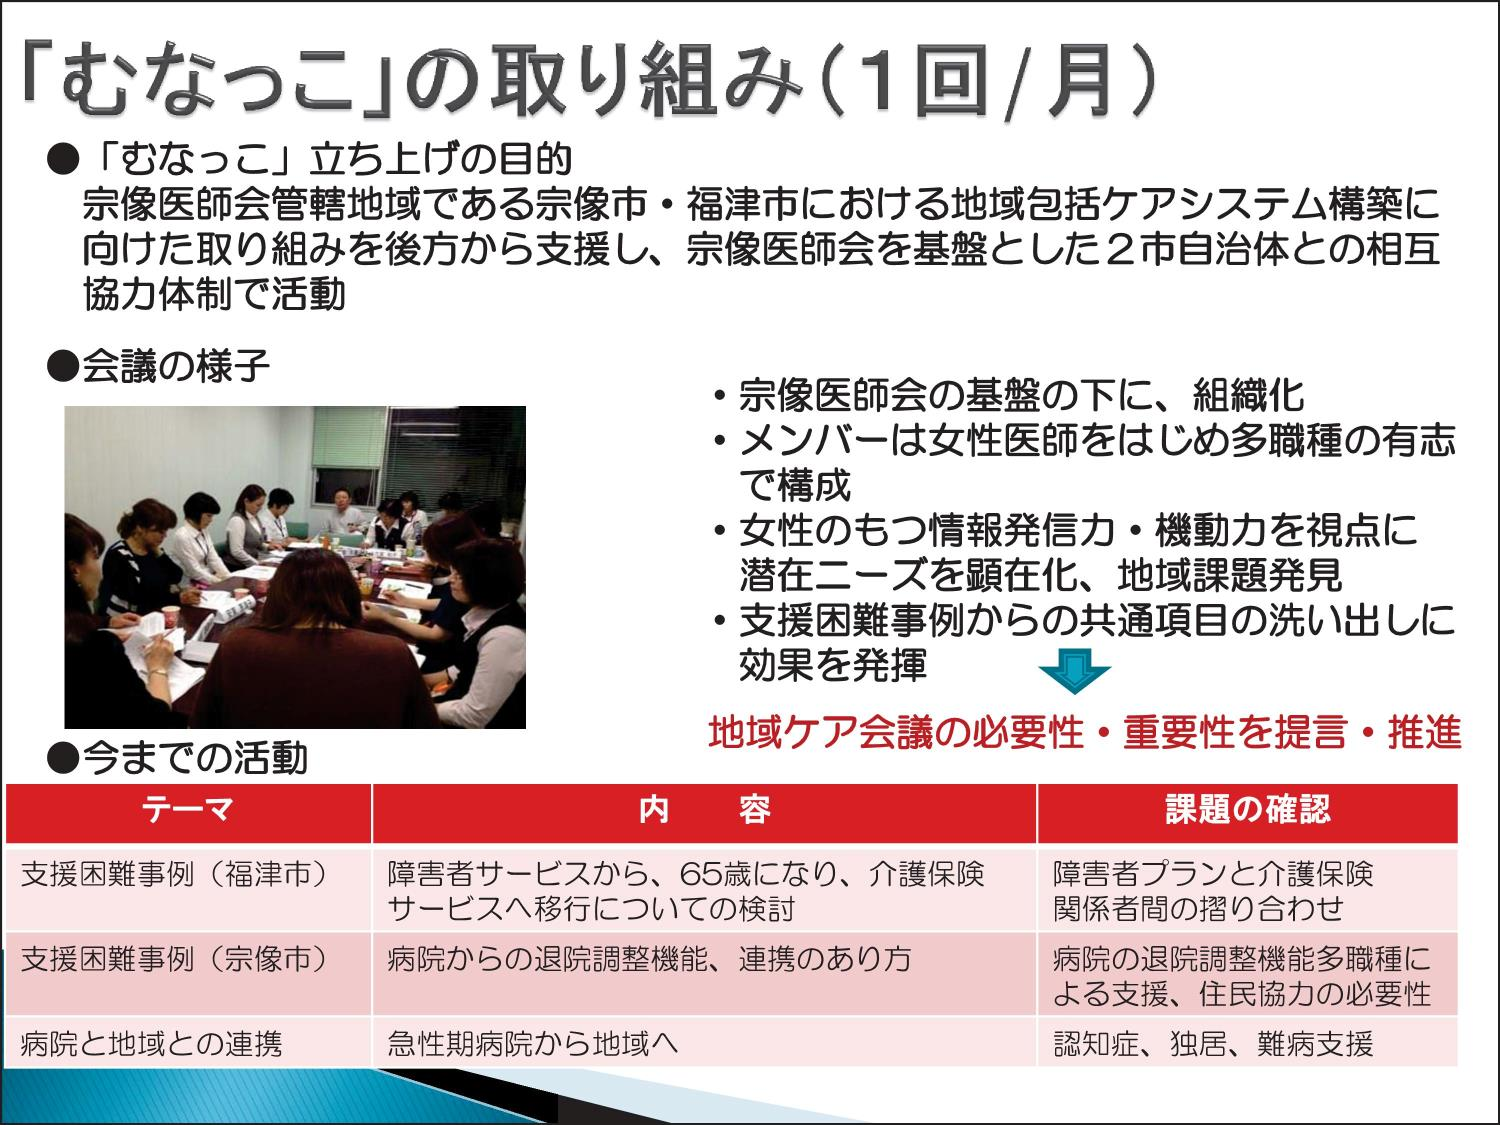 「むなっこ」の取り組み（１回/月）
●「むなっこ」立ち上げの目的
宗像医師会管轄地域である宗像市・福津市における地域包括ケアシステム構築に
向けた取り組みを後方から支援し、宗像医師会を基盤とした２市自治体との相互
協力体制で活動
●会議の様子
・宗像医師会の基盤の下に、組織化
・メンバーは女性医師をはじめ多職種の有志
で構成
・女性のもつ情報発信力・機動力を視点に
潜在ニーズを顕在化、地域課題発見
・支援困難事例からの共通項目の洗い出しに
効果を発揮
地域ケア会議の必要性・重要性を提言・推進
●今までの活動
テーマ 内　　容 課題の確認
支援困難事例（福津市） 障害者サービスから、65歳になり、介護保険 障害者プランと介護保険
サービスへ移行についての検討 関係者間の摺り合わせ
支援困難事例（宗像市） 病院からの退院調整機能、連携のあり方 病院の退院調整機能多職種に
よる支援、住民協力の必要性
病院と地域との連携 急性期病院から地域へ 認知症、独居、難病支援